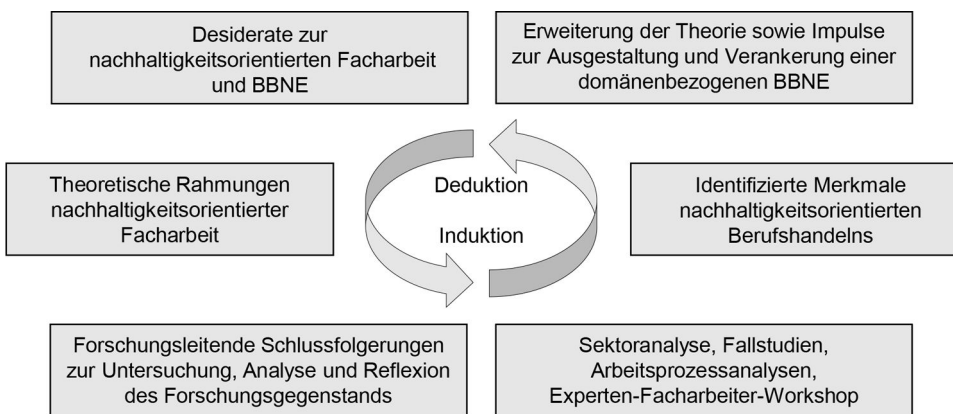 Desiderate zur
nachhaltigkeitsorientierten Facharbeit
und BBNE
Erweiterung der Theorie sowie Impulse
zur Ausgestaltung und Verankerung einer
domänenbezogenen BBNE
Theoretische Rahmungen
nachhaltigkeitsorientierter
Facharbeit
Deduktion
Induktion
Identifizierte Merkmale
nachhaltigkeitsorientierten
Berufshandelns
Forschungsleitende Schlussfolgerungen
zur Untersuchung, Analyse und Reflexion
des Forschungsgegenstands
Sektoranalyse, Fallstudien,
Arbeitsprozessanalysen,
Experten-Facharbeiter-Workshop